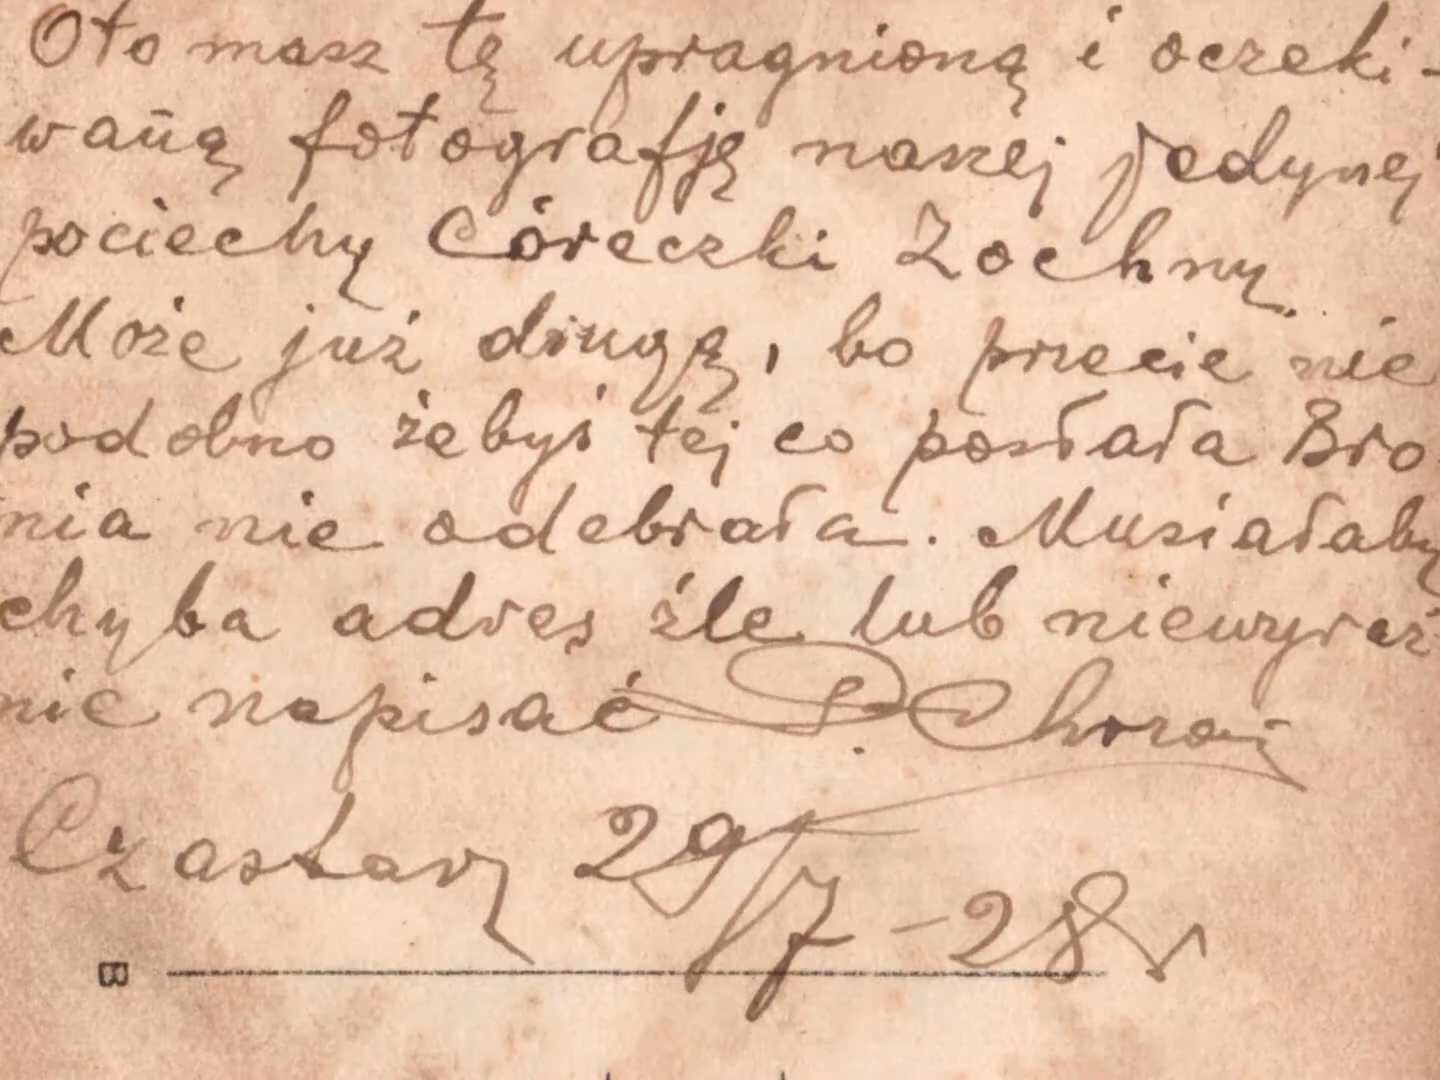 Oto masz tę upragnioną i oczeki-
waną fotografję naszej jedynej
pociechy Córeczki Zochny.
Może już drugą, bo przecie nie
podobno żebyś tej co posłała Bro
nia nie odebrała. Musiałaby
chyba adres źle lub niewyraź
nie napisać
Czastary 29/7 - 28 r